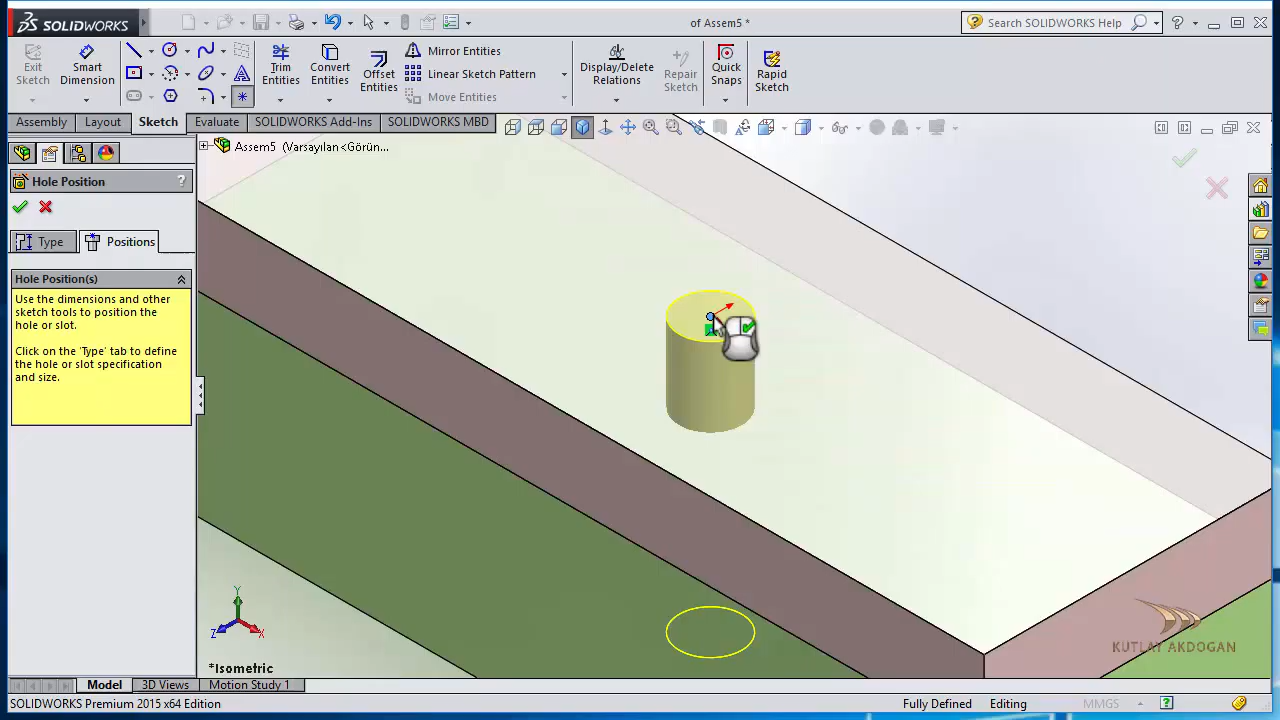 SOLIDWORKS
of Assem5 *
Search SOLIDWORKS Help
?
Exit Sketch
Smart Dimension
Trim Entities
Convert Entities
Offset Entities
Mirror Entities
Linear Sketch Pattern
Move Entities
Display/Delete Relations
Repair Sketch
Quick Snaps
Rapid Sketch
Assembly
Layout
Sketch
Evaluate
SOLIDWORKS Add-Ins
SOLIDWORKS MBD
Assem5 (Varsayılan<Görün...
Hole Position
?
Type
Positions
Hole Position(s)
Use the dimensions and other
sketch tools to position the
hole or slot.
Click on the 'Type' tab to define
the hole or slot specification
and size.
Y
Z
X
*Isometric
KUTLAY AKDOGAN
Model
3D Views
Motion Study 1
SOLIDWORKS Premium 2015 x64 Edition
Fully Defined
Editing
MMGS
?